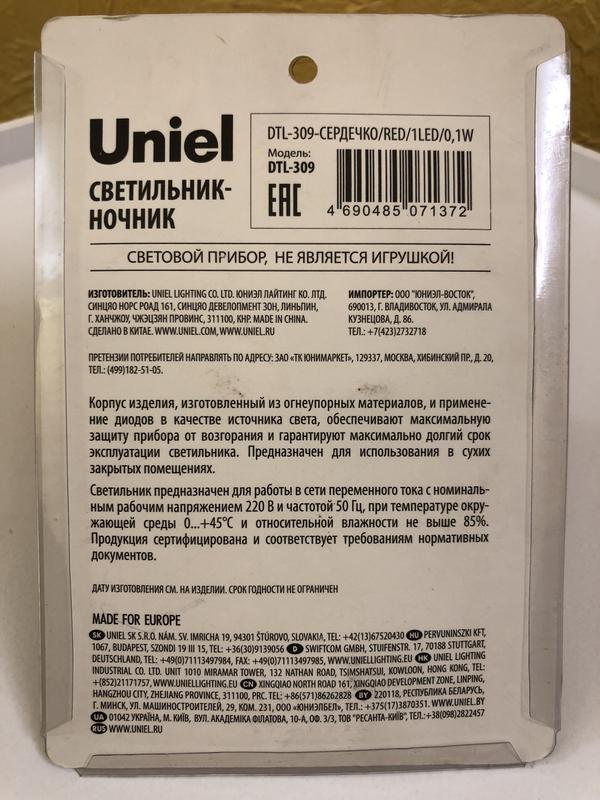 Uniel
СВЕТИЛЬНИК-
НОЧНИК
DTL-309-СЕРДЕЧКО/RED/1LED/0,1W
Модель:
DTL-309
EAC
4 690485 071372
СВЕТОВОЙ ПРИБОР, НЕ ЯВЛЯЕТСЯ ИГРУШКОЙ!
ИЗГОТОВИТЕЛЬ: UNIEL LIGHTING CO. LTD. ЮНИЭЛ ЛАЙТИНГ КО. ЛТД.
СИНЦЯО НОРС РОАД 161, СИНЦЯО ДЕВЕЛОПМЕНТ ЗОН, ЛИНЬПИН,
Г. ХАНЧЖОУ, ЧЖЭЦЗЯН ПРОВИНС, 311100, КНР. MADE IN CHINA.
СДЕЛАНО В КИТАЕ. WWW.UNIEL.COM, WWW.UNIEL.RU
ИМПОРТЕР: ООО "ЮНИЭЛ-ВОСТОК",
690013, Г. ВЛАДИВОСТОК, УЛ. АДМИРАЛА
КУЗНЕЦОВА, Д. 86.
ТЕЛ.: +7(423)2732718
ПРЕТЕНЗИИ ПОТРЕБИТЕЛЕЙ НАПРАВЛЯТЬ ПО АДРЕСУ: ЗАО «ТК ЮНИМАРКЕТ», 129337, МОСКВА, ХИБИНСКИЙ ПР., Д. 20,
ТЕЛ.: (499)182-51-05.
Корпус изделия, изготовленный из огнеупорных материалов, и примене-
ние диодов в качестве источника света, обеспечивают максимальную
защиту прибора от возгорания и гарантируют максимально долгий срок
эксплуатации светильника. Предназначен для использования в сухих
закрытых помещениях.
Светильник предназначен для работы в сети переменного тока с номиналь-
ным рабочим напряжением 220 В и частотой 50 Гц, при температуре окру-
жающей среды 0...+45°С и относительной влажности не выше 85%.
Продукция сертифицирована и соответствует требованиям нормативных
документов.
ДАТУ ИЗГОТОВЛЕНИЯ СМ. НА ИЗДЕЛИИ. СРОК ГОДНОСТИ НЕ ОГРАНИЧЕН
MADE FOR EUROPE
SK UNIEL SK S.R.O. NÁM. SV. IMRICHA 19, 94301 ŠTÚROVO, SLOVAKIA, TEL: +42(13)67520430 HU PERVUNINSZKI KFT,
1067, BUDAPEST, SZONDI 19 III 15, TEL: +36(30)9139056 D SWIFTCOM GMBH, STUIFENSTR. 17, 70188 STUTTGART,
DEUTSCHLAND, TEL: +49(0)7113497984, FAX: +49(0)7113497985, WWW.UNIELLIGHTING.EU HK UNIEL LIGHTING
INDUSTRIAL CO. LTD. UNIT 1010 MIRAMAR TOWER, 132 NATHAN ROAD, TSIMSHATSUI, KOWLOON, HONG KONG, TEL:
+(852)21171757, WWW.UNIELLIGHTING.EU CN XINGQIAO NORTH ROAD 161, XINGQIAO DEVELOPMENT ZONE, LINPING,
HANGZHOU CITY, ZHEJIANG PROVINCE, 311100, PRC. TEL: +86(571)86262828 BY 220118, РЕСПУБЛИКА БЕЛАРУСЬ,
Г. МИНСК, УЛ. МАШИНОСТРОИТЕЛЕЙ, 29, КОМ. 231, ООО «ЮНИЭЛБЕЛ», ТЕЛ.: +375(17)3870351. WWW.UNIEL.BY
UA 01042 УКРАЇНА, М. КИЇВ, ВУЛ. АКАДЕМІКА ФІЛАТОВА, 10-А, ОФ. 3/3, ТОВ "РЕСАНТА-КИЇВ", ТЕЛ.:+38(098)2822457
RUS WWW.UNIEL.RU